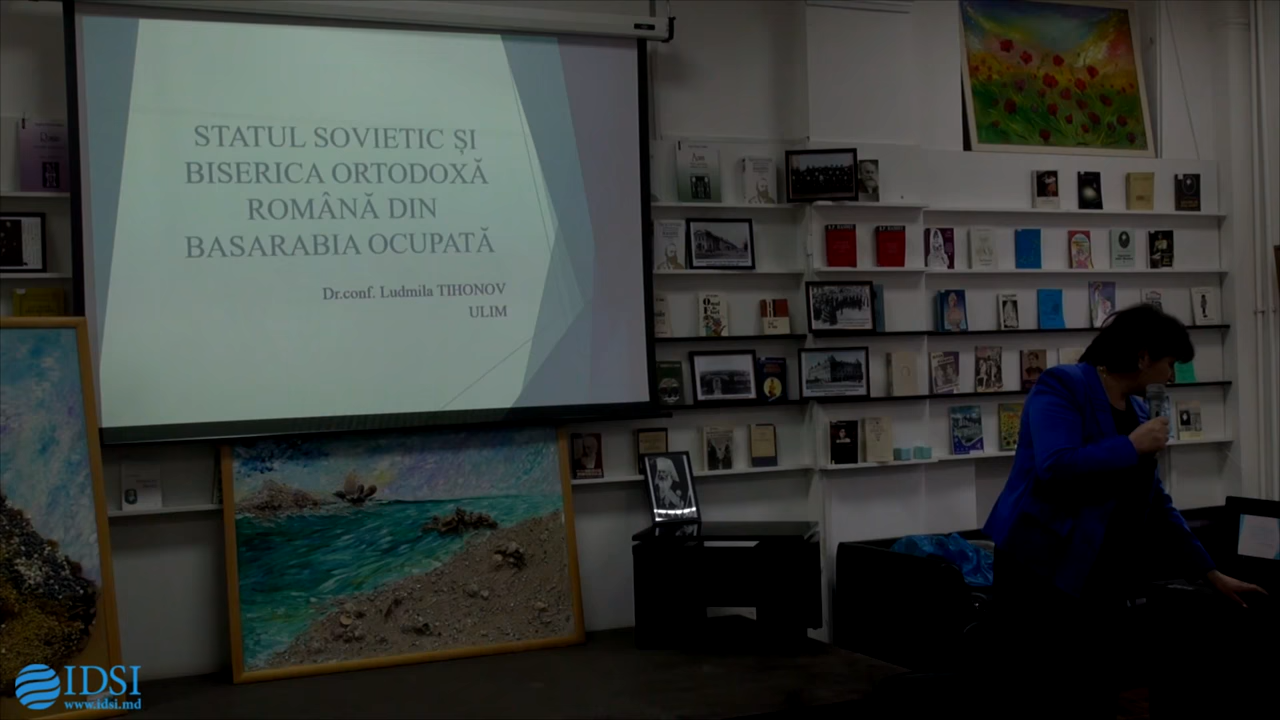 STATUL SOVIETIC ȘI
BISERICA ORTODOXĂ
ROMÂNĂ DIN
BASARABIA OCUPATĂ
Dr.conf. Ludmila TIHONOV
ULIM
IDSI
www.idsi.md